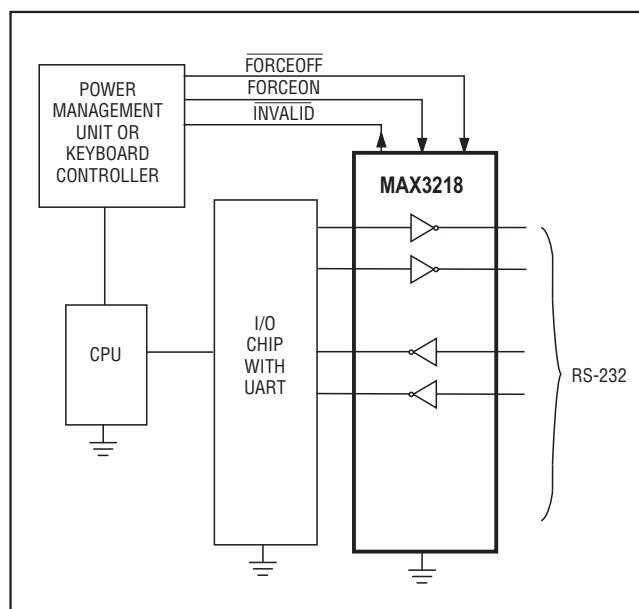 POWER
MANAGEMENT
UNIT OR
KEYBOARD
CONTROLLER
FORCEOFF
FORCEON
INVALID
MAX3218
CPU
I/O
CHIP
WITH
UART
RS-232